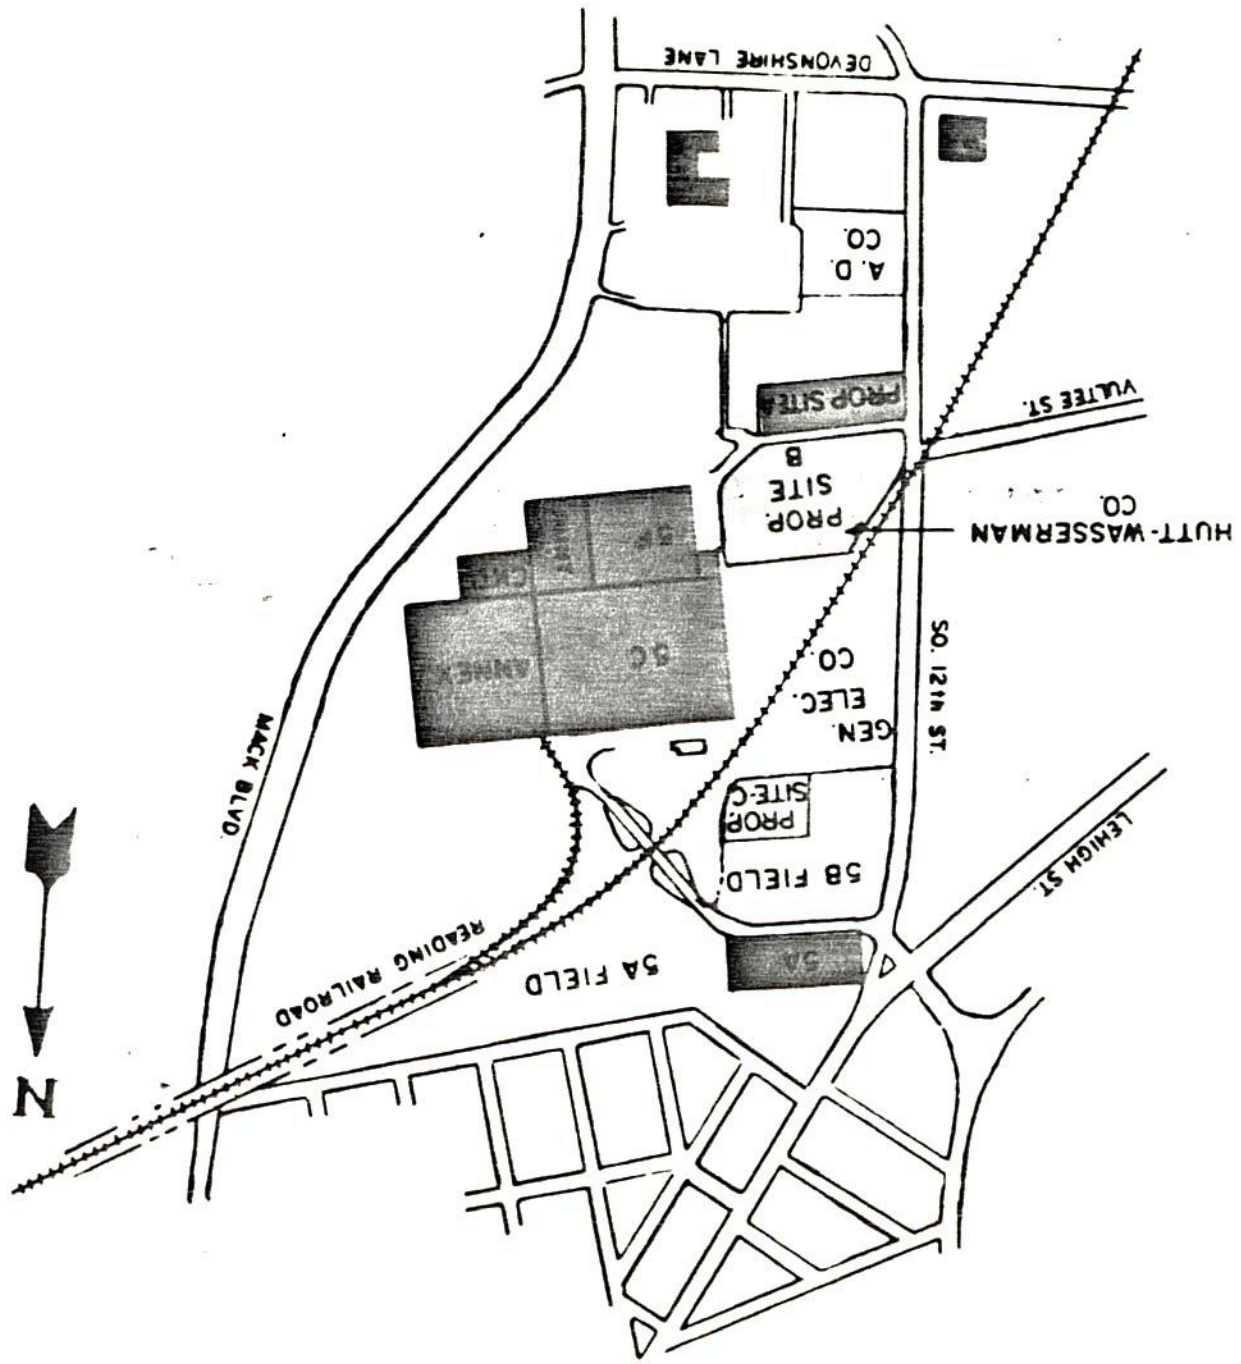 N
READING RAILROAD
5A FIELD
5A
LEHIGH ST.
5B FIELD
PROP.
SITE-C
MACK BLVD.
GEN.
ELEC.
CO.
SO. 12TH ST.
5C
ANNEX
HUTT-WASSERMAN
CO.
PROP.
SITE
B
VULTEE ST.
PROP SITE A
A. D.
CO.
DEVONSHIRE LANE